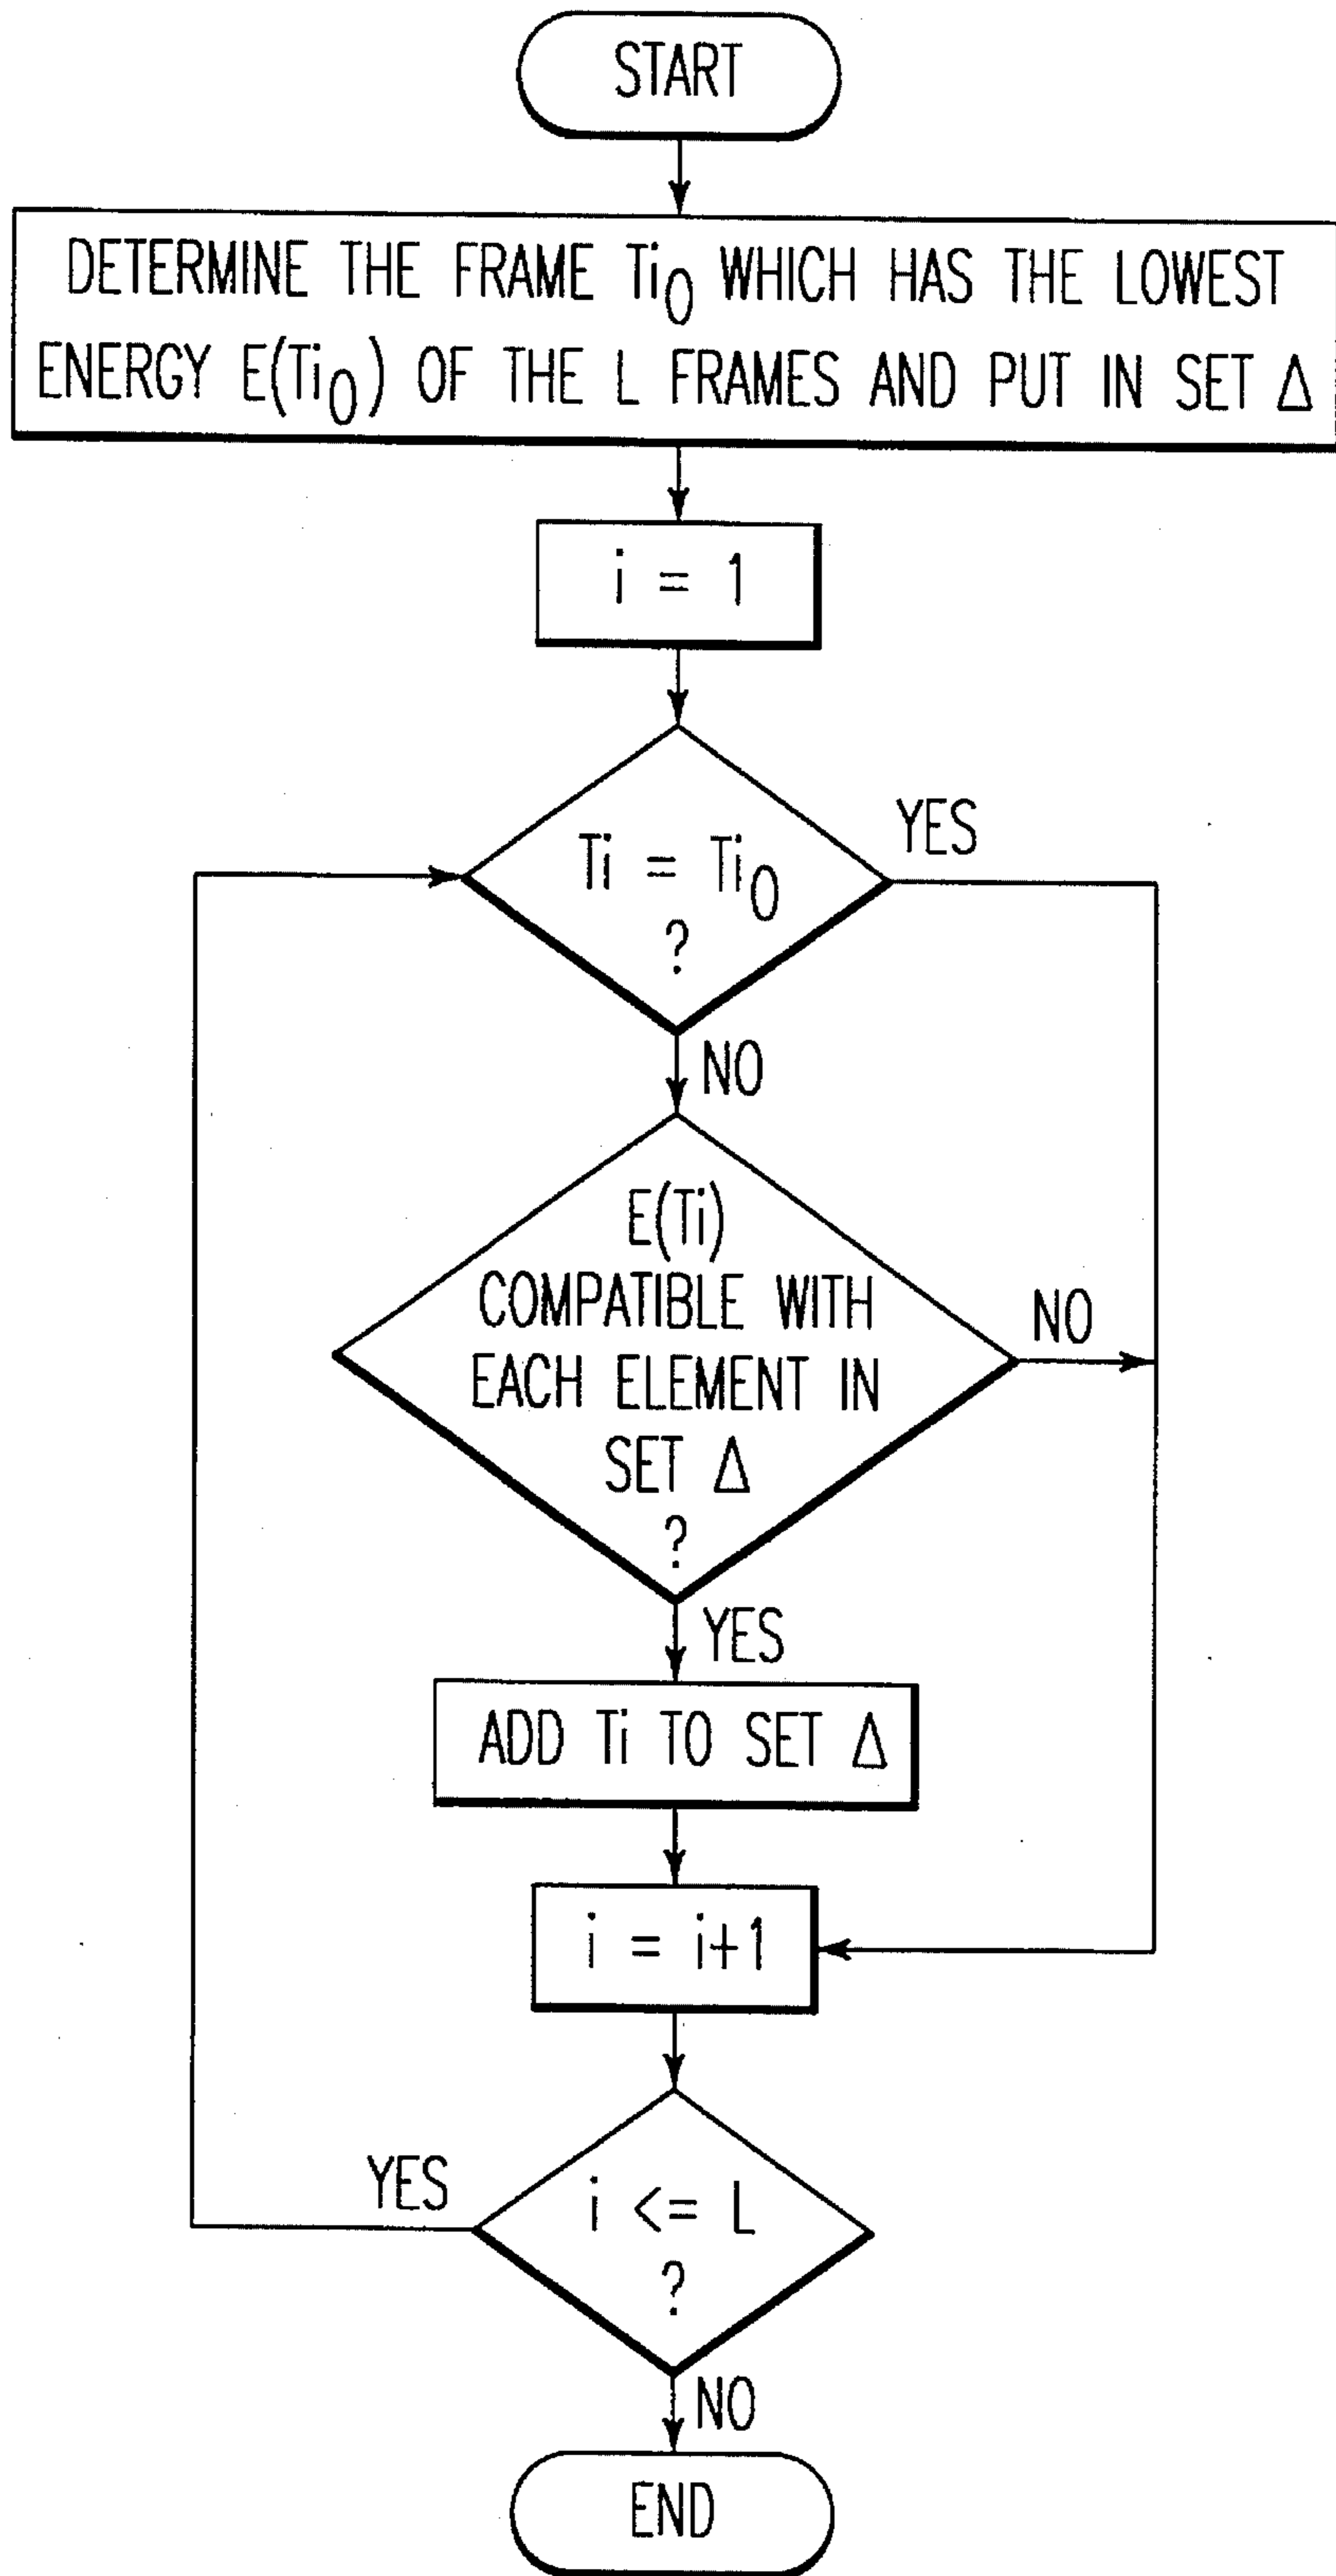 START
DETERMINE THE FRAME Ti0 WHICH HAS THE LOWEST
ENERGY E(Ti0) OF THE L FRAMES AND PUT IN SET Δ
i = 1
Ti = Ti0
?
YES
NO
E(Ti)
COMPATIBLE WITH
EACH ELEMENT IN
SET Δ
?
NO
YES
ADD Ti TO SET Δ
i = i+1
i <= L
?
YES
NO
END